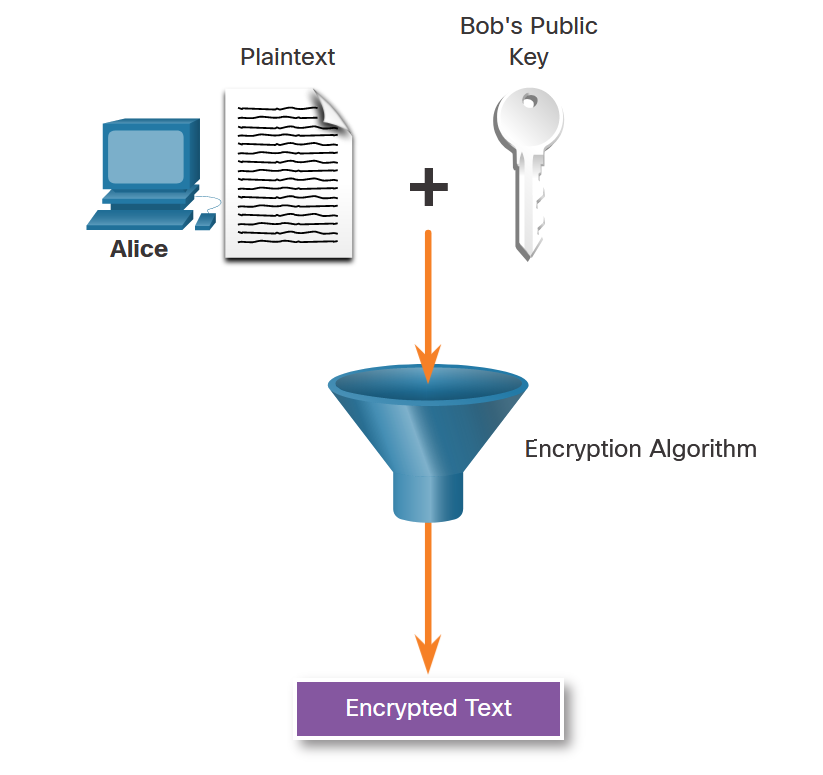 Bob's Public
Key
Plaintext
Alice
Encryption Algorithm
Encrypted Text